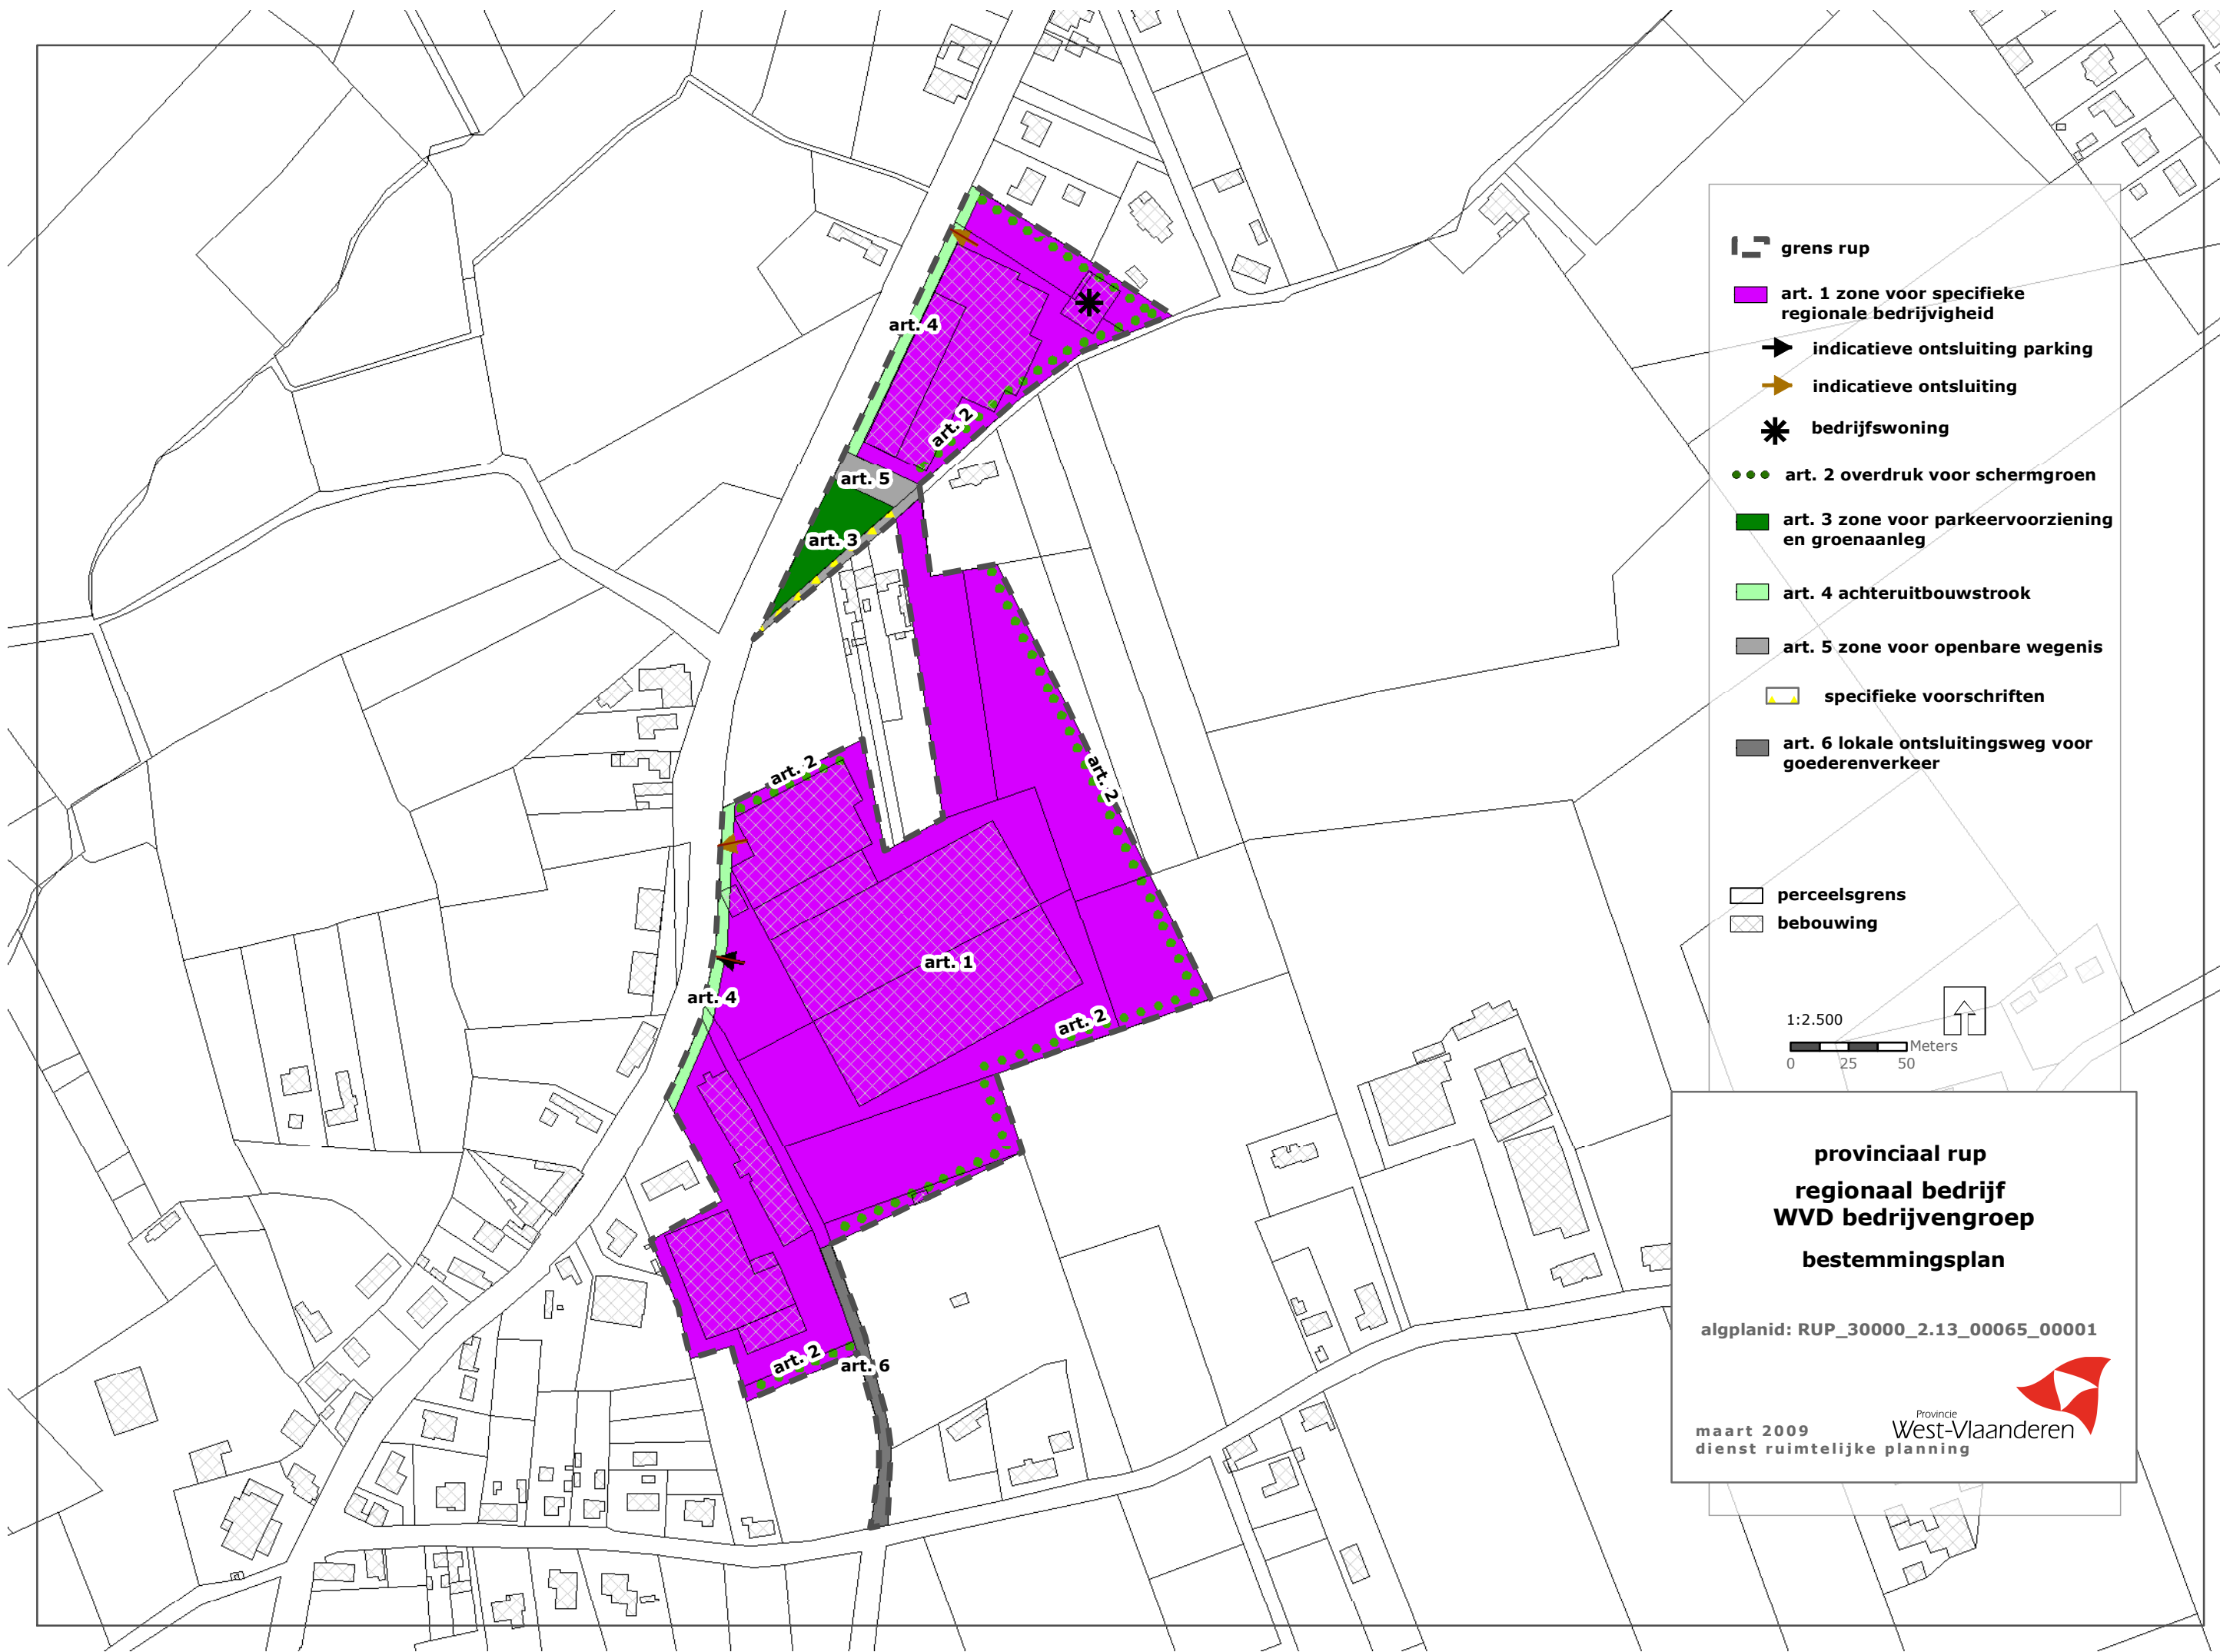 grens rup
art. 1 zone voor specifieke
regionale bedrijvigheid
indicatieve ontsluiting parking
indicatieve ontsluiting
bedrijfswoning
art. 2 overdruk voor schermgroen
art. 3 zone voor parkeervoorziening
en groenaanleg
art. 4 achteruitbouwstrook
art. 5 zone voor openbare wegenis
specifieke voorschriften
art. 6 lokale ontsluitingsweg voor
goederenverkeer
perceelsgrens
bebouwing
1:2.500
Meters
0 25 50
provinciaal rup
regionaal bedrijf
WVD bedrijvengroep
bestemmingsplan
algplanid: RUP_30000_2.13_00065_00001
maart 2009
dienst ruimtelijke planning
Provincie
West-Vlaanderen
art. 4
art. 2
art. 5
art. 3
art. 2
art. 2
art. 1
art. 4
art. 2
art. 2
art. 6